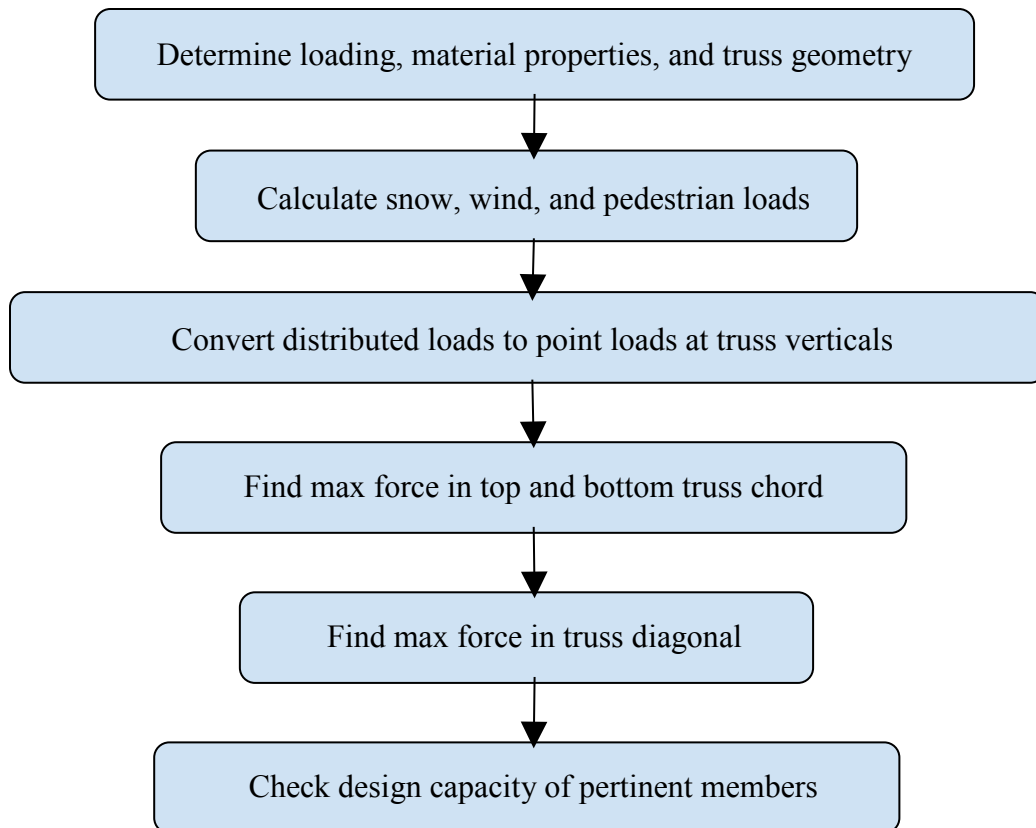 Determine loading, material properties, and truss geometry
Calculate snow, wind, and pedestrian loads
Convert distributed loads to point loads at truss verticals
Find max force in top and bottom truss chord
Find max force in truss diagonal
Check design capacity of pertinent members